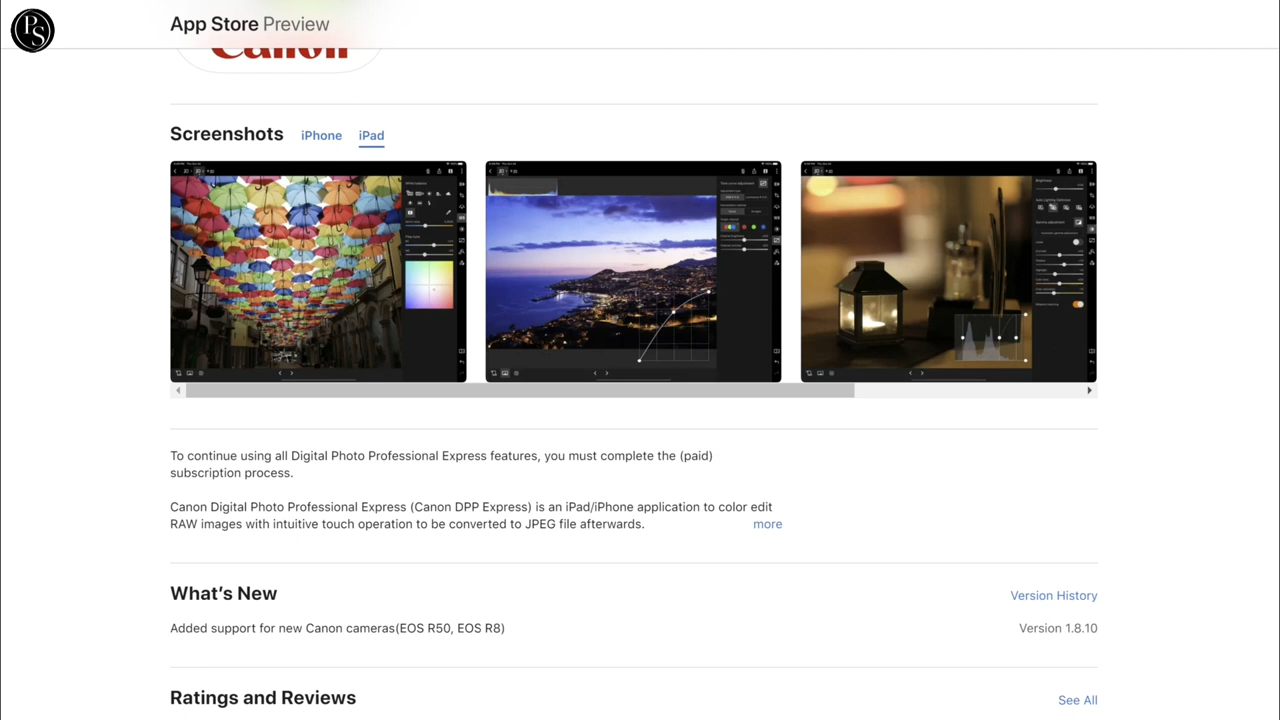 PS
App Store Preview
Canon
Screenshots iPhone iPad
To continue using all Digital Photo Professional Express features, you must complete the (paid)
subscription process.
Canon Digital Photo Professional Express (Canon DPP Express) is an iPad/iPhone application to color edit
RAW images with intuitive touch operation to be converted to JPEG file afterwards. more
What's New Version History
Added support for new Canon cameras(EOS R50, EOS R8) Version 1.8.10
Ratings and Reviews See All